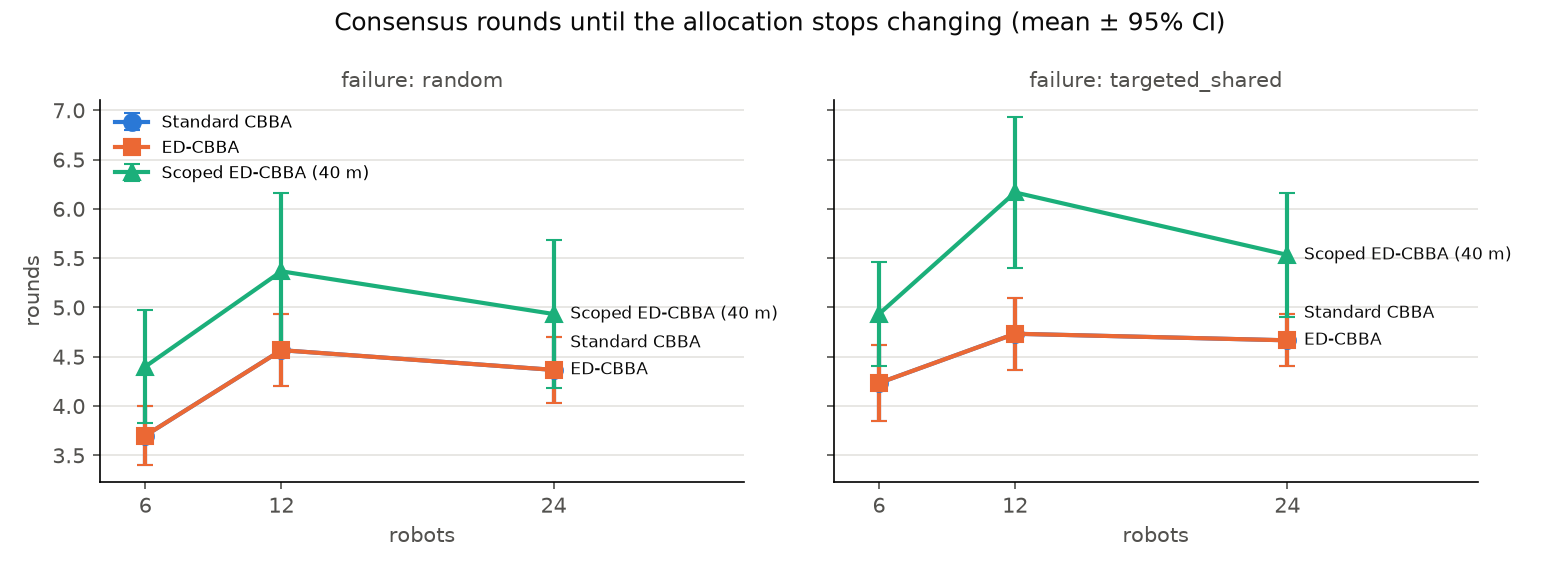 Consensus rounds until the allocation stops changing (mean ± 95% CI)
failure: random
7.0
6.5
6.0
5.5
5.0
4.5
4.0
3.5
rounds
Standard CBBA
ED-CBBA
Scoped ED-CBBA (40 m)
Scoped ED-CBBA (40 m)
Standard CBBA
ED-CBBA
6 12 24
robots
failure: targeted_shared
Scoped ED-CBBA (40 m)
Standard CBBA
ED-CBBA
6 12 24
robots